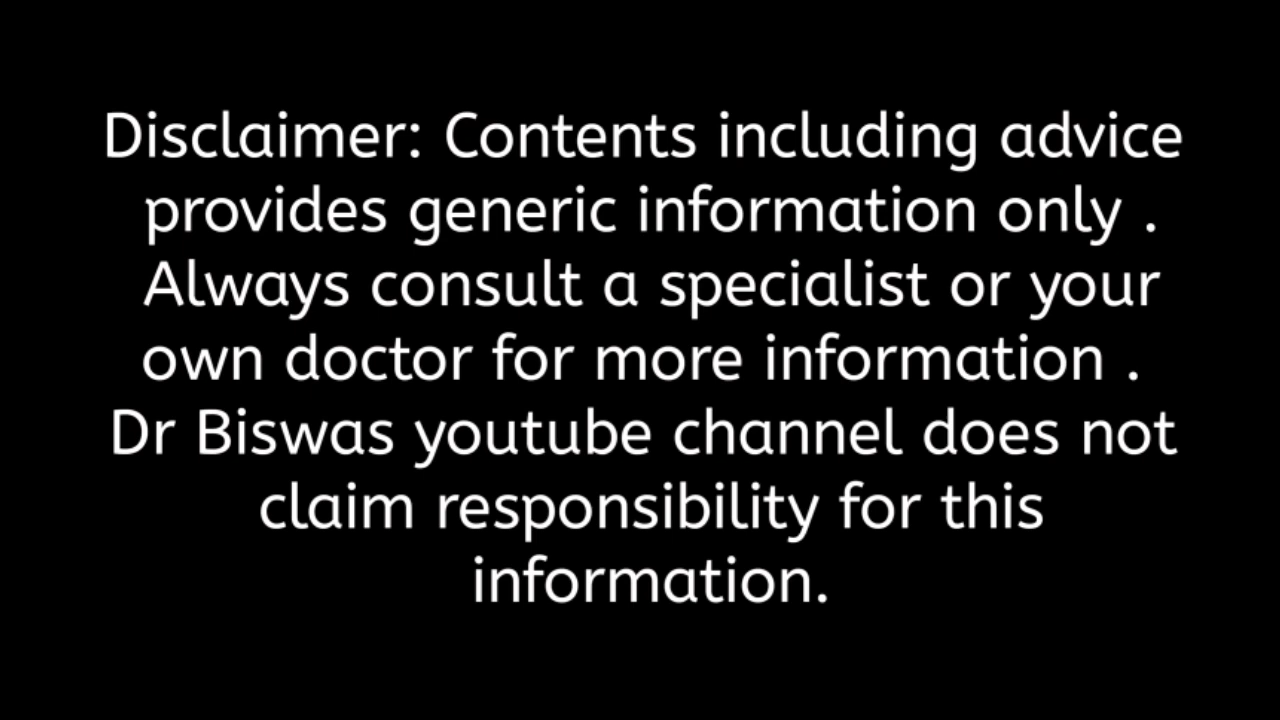 Disclaimer: Contents including advice
provides generic information only .
Always consult a specialist or your
own doctor for more information .
Dr Biswas youtube channel does not
claim responsibility for this
information.